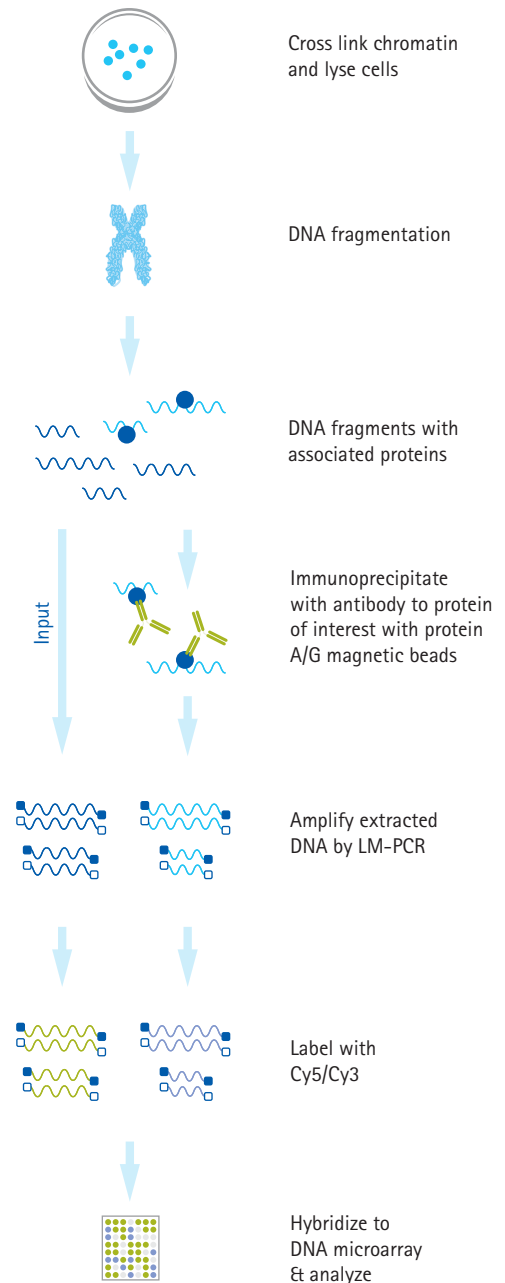 Cross link chromatin
and lyse cells
DNA fragmentation
DNA fragments with
associated proteins
Input
Immunoprecipitate
with antibody to protein
of interest with protein
A/G magnetic beads
Amplify extracted
DNA by LM-PCR
Label with
Cy5/Cy3
Hybridize to
DNA microarray
& analyze